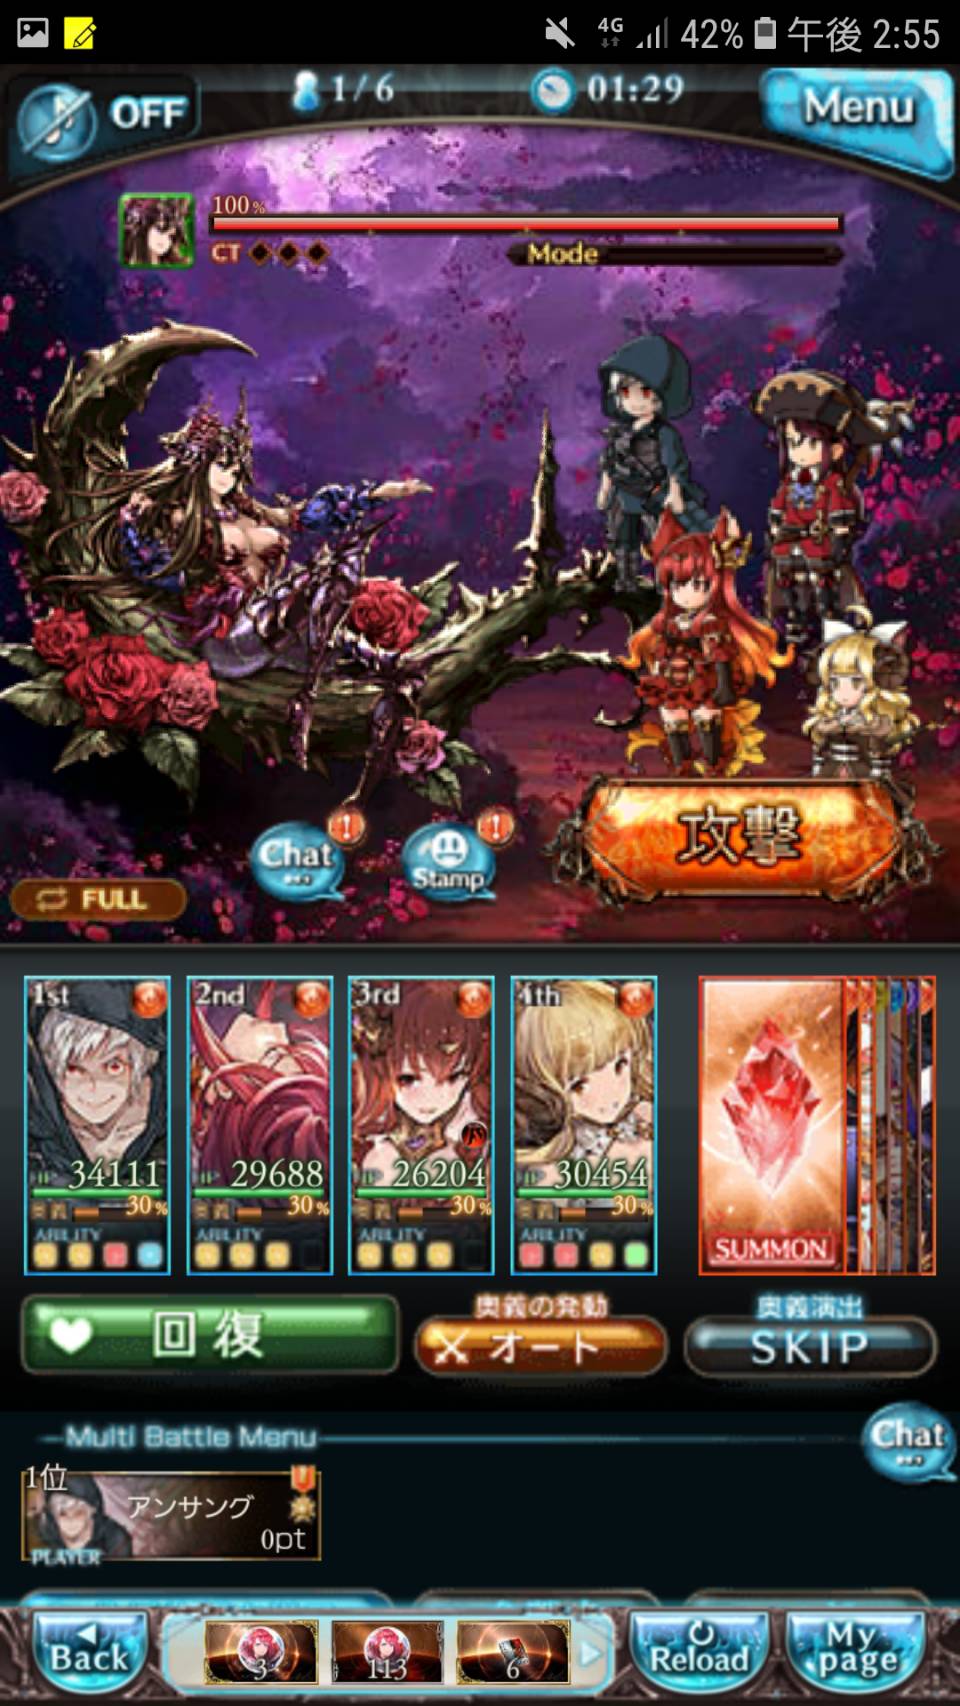 42% 午後 2:55
4G
OFF
1/6
01:29
Menu
100%
CT
Mode
Chat
Stamp
FULL
攻撃
1st
2nd
3rd
4th
34111
29688
26204
30454
30%
30%
30%
30%
ABILITY
ABILITY
ABILITY
ABILITY
SUMMON
回復
奥義の発動
オート
奥義演出
SKIP
Multi Battle Menu
Chat
1位
アンサング
0pt
PLAYER
Back
3
113
6
Reload
My page